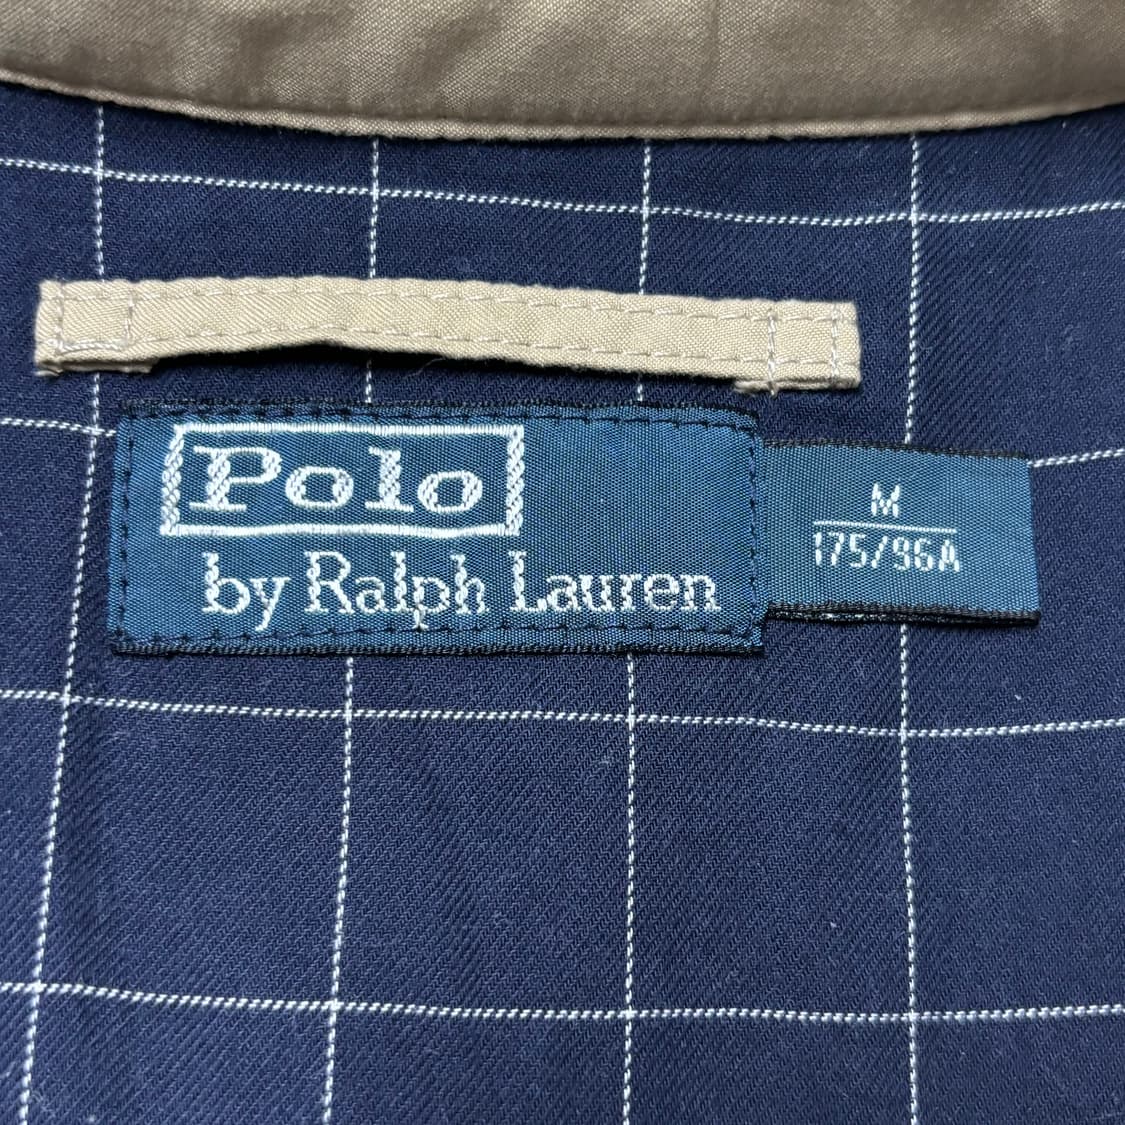 Polo
by Ralph Lauren
M
175/96A